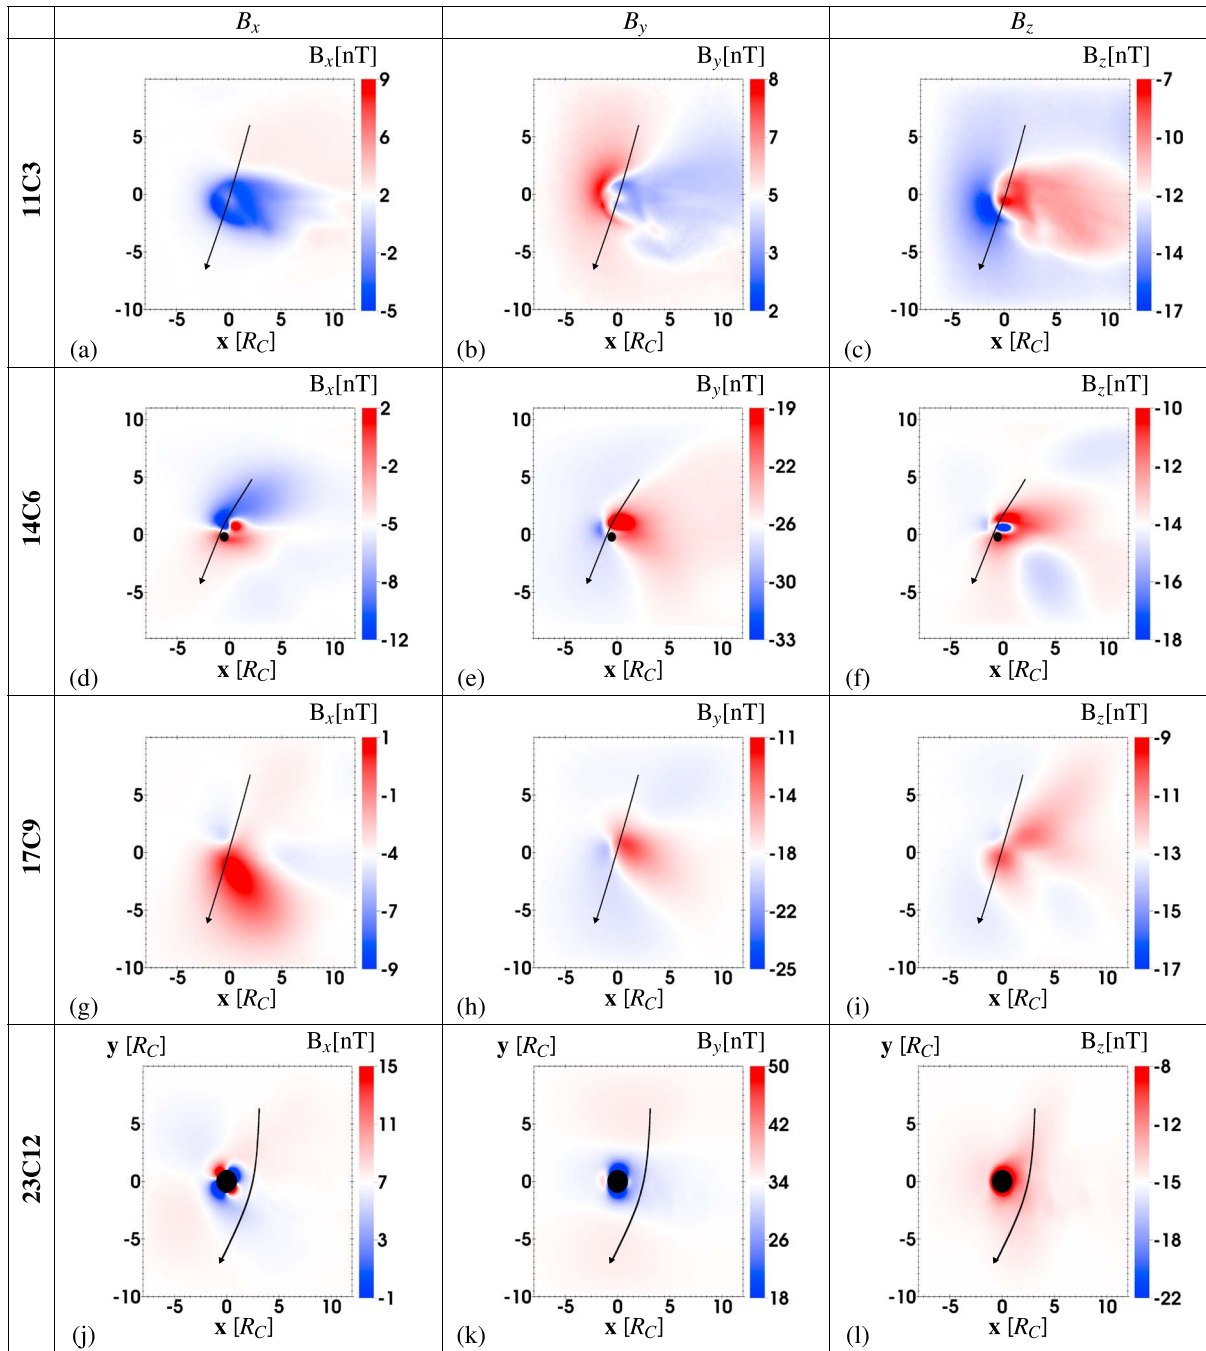 B_x B_y B_z
11C3
B_x[nT] B_y[nT] B_z[nT]
9 8 -7
5 6 5 7 5 -10
0 2 0 5 0 -12
-5 -2 -5 3 -5 -14
-10 -5 -10 2 -10 -17
-5 0 5 10 -5 0 5 10 -5 0 5 10
(a) x [R_C] (b) x [R_C] (c) x [R_C]
14C6
B_x[nT] B_y[nT] B_z[nT]
10 2 10 -19 10 -10
5 -2 5 -22 5 -12
0 -5 0 -26 0 -14
-5 -8 -5 -30 -5 -16
-12 -33 -18
-5 0 5 10 -5 0 5 10 -5 0 5 10
(d) x [R_C] (e) x [R_C] (f) x [R_C]
17C9
B_x[nT] B_y[nT] B_z[nT]
1 -11 -9
5 -1 5 -14 5 -12
0 -4 0 -18 0 -13
-5 -7 -5 -22 -5 -15
-10 -9 -10 -25 -10 -17
-5 0 5 10 -5 0 5 10 -5 0 5 10
(g) x [R_C] (h) x [R_C] (i) x [R_C]
23C12
y [R_C] B_x[nT] y [R_C] B_y[nT] y [R_C] B_z[nT]
15 50 -8
5 11 5 42 5 -12
0 7 0 34 0 -15
-5 3 -5 26 -5 -18
-10 -1 -10 18 -10 -22
-5 0 5 10 -5 0 5 10 -5 0 5 10
(j) x [R_C] (k) x [R_C] (l) x [R_C]